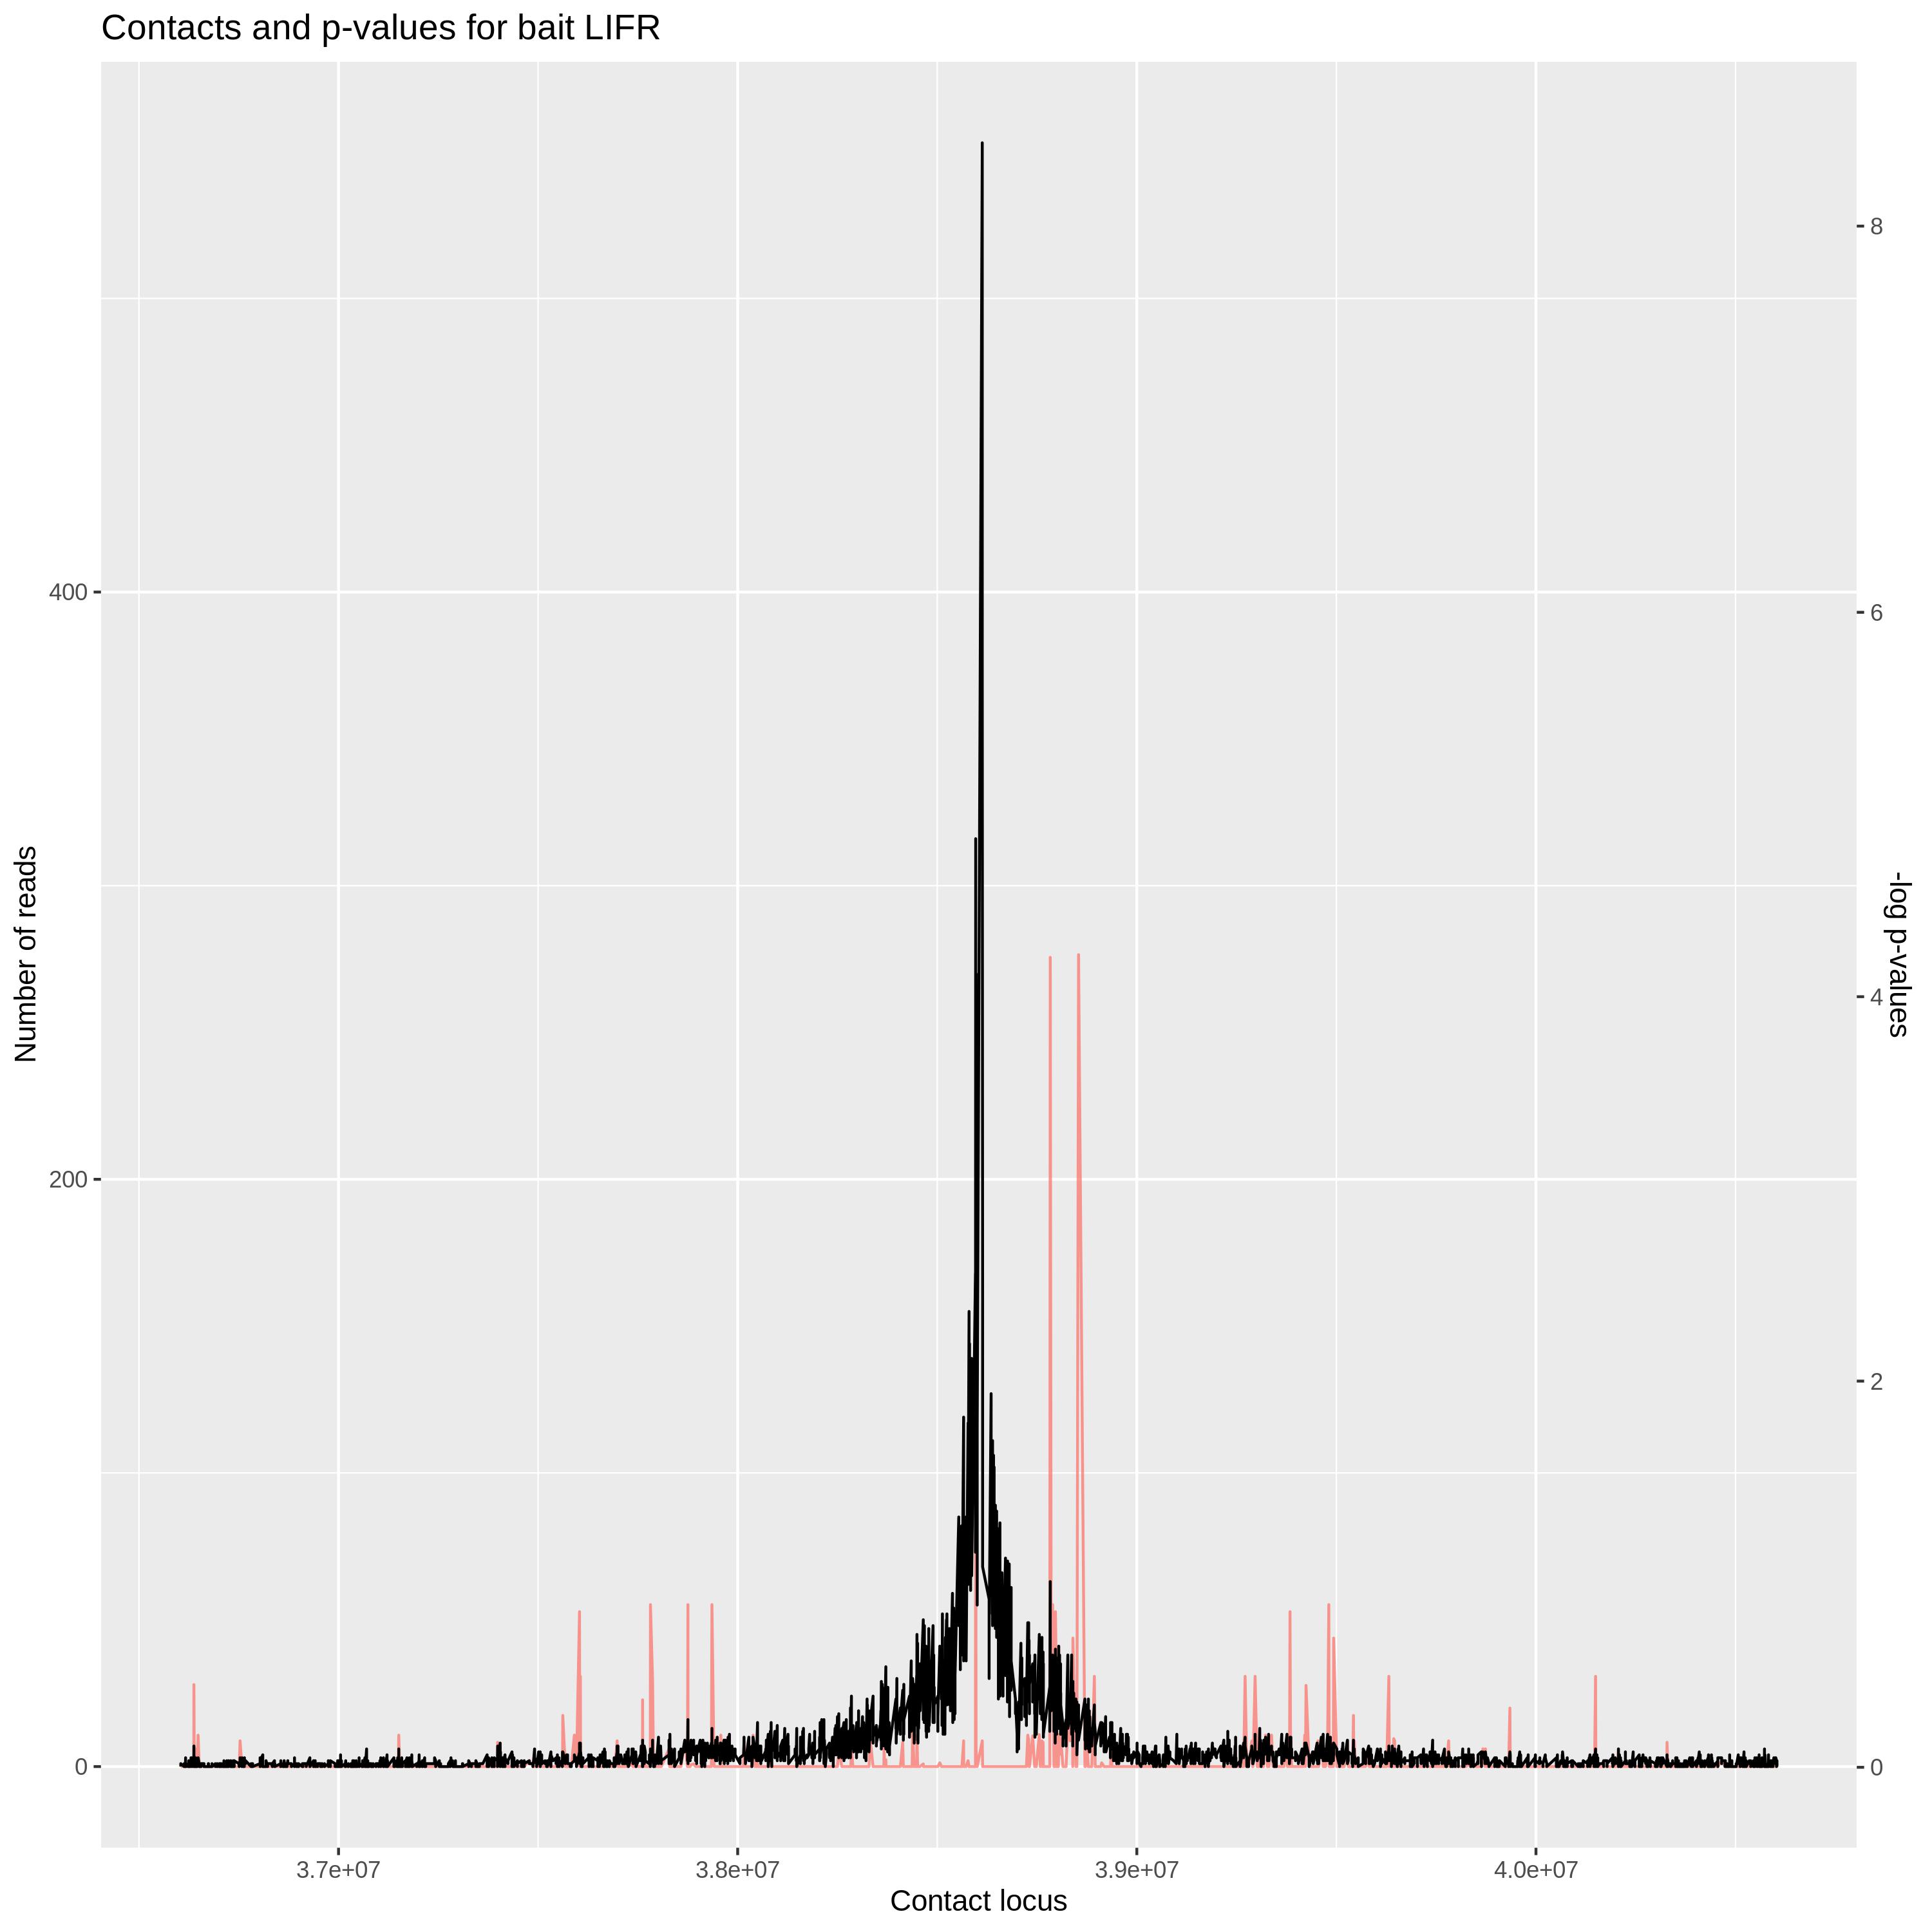 Contacts and p-values for bait LIFR
Number of reads
400
200
0
8
6
4
2
0
-log p-values
3.7e+07
3.8e+07
3.9e+07
4.0e+07
Contact locus